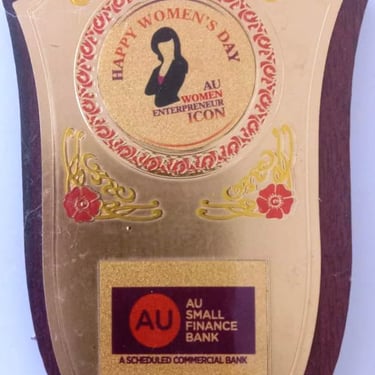 HAPPY WOMEN'S DAY
AU
WOMEN
ENTERPRENEUR
ICON
AU
AU
SMALL
FINANCE
BANK
A SCHEDULED COMMERCIAL BANK